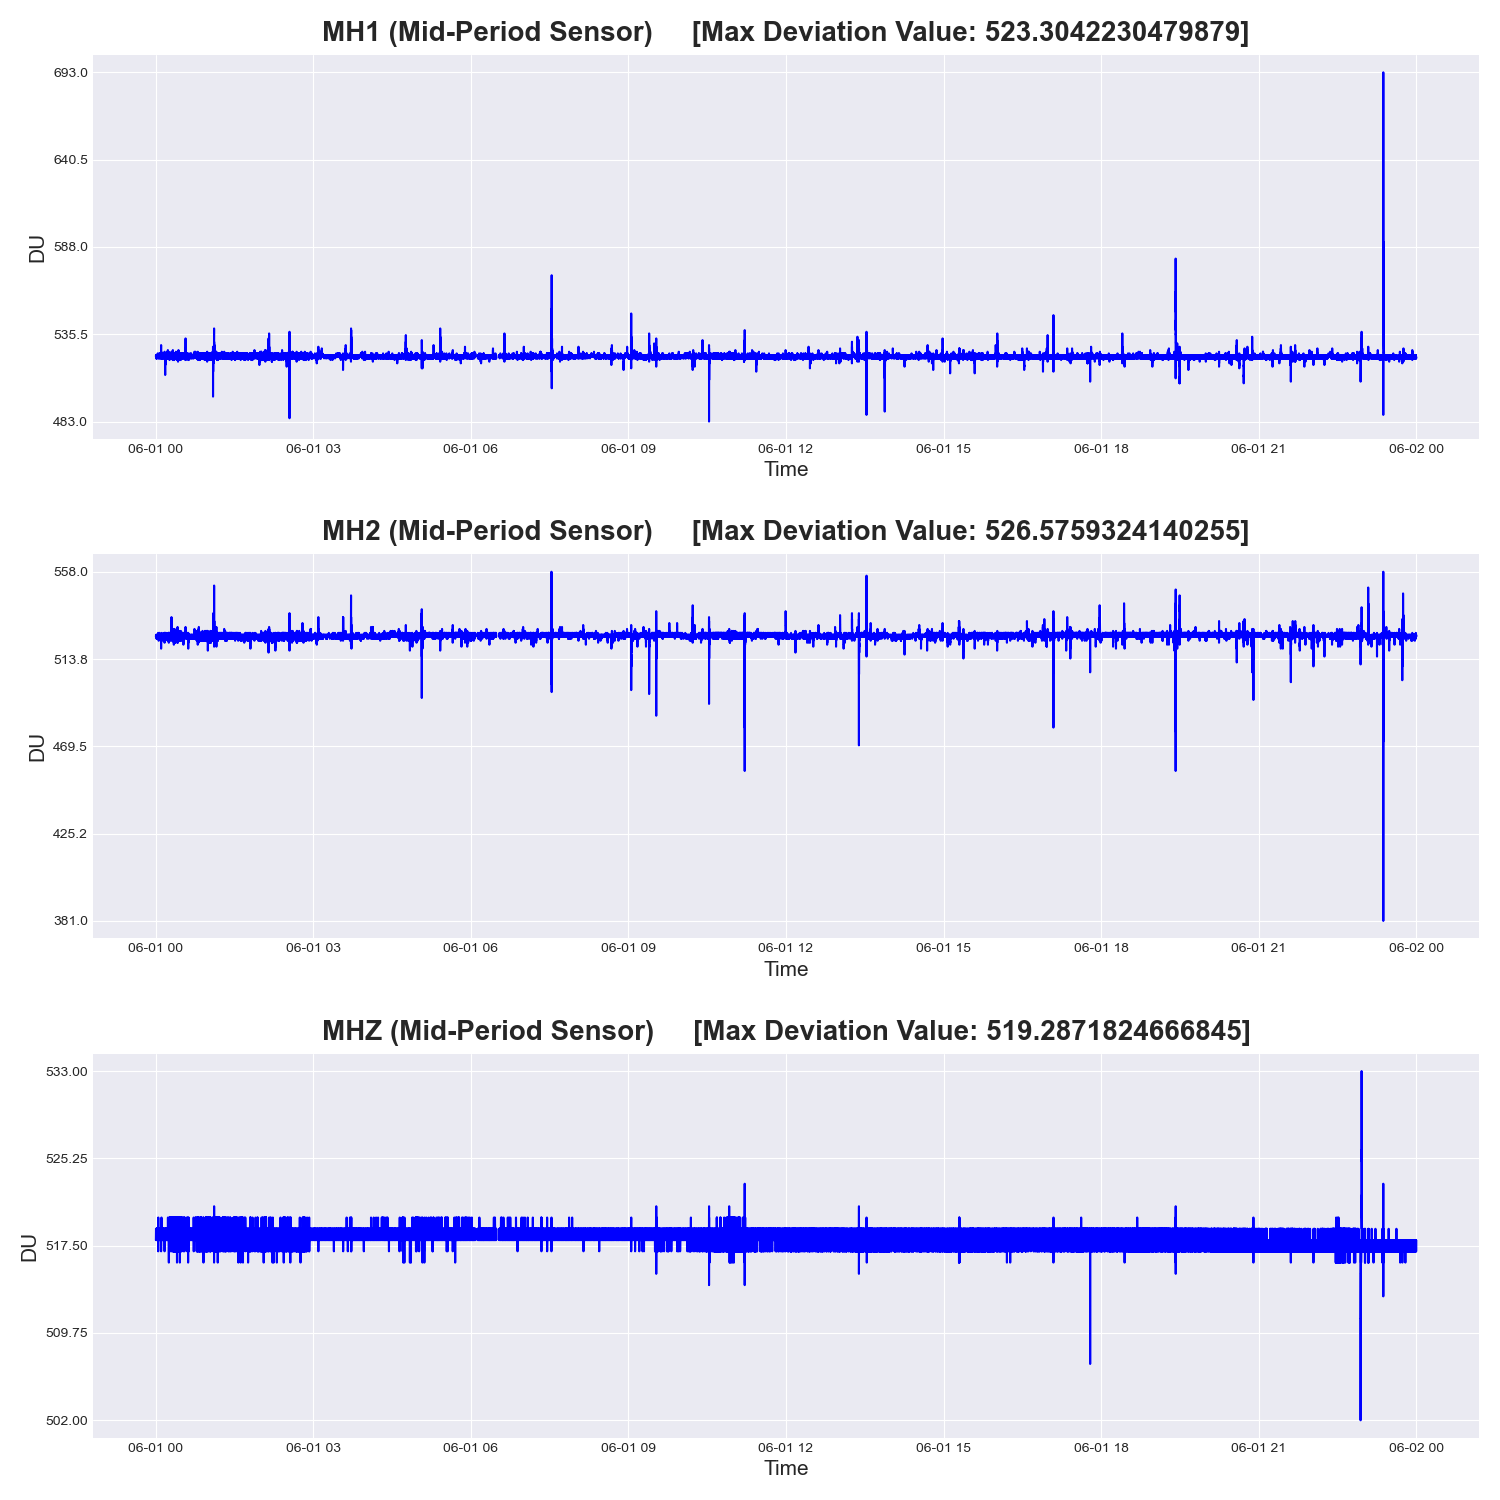 MH1 (Mid-Period Sensor) [Max Deviation Value: 523.3042230479879]
693.0
640.5
588.0
535.5
483.0
DU
06-01 00 06-01 03 06-01 06 06-01 09 06-01 12 06-01 15 06-01 18 06-01 21 06-02 00
Time
MH2 (Mid-Period Sensor) [Max Deviation Value: 526.5759324140255]
558.0
513.8
469.5
425.2
381.0
DU
06-01 00 06-01 03 06-01 06 06-01 09 06-01 12 06-01 15 06-01 18 06-01 21 06-02 00
Time
MHZ (Mid-Period Sensor) [Max Deviation Value: 519.2871824666845]
533.00
525.25
517.50
509.75
502.00
DU
06-01 00 06-01 03 06-01 06 06-01 09 06-01 12 06-01 15 06-01 18 06-01 21 06-02 00
Time